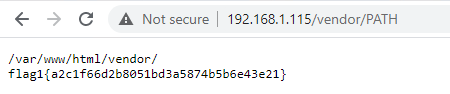 Not secure | 192.168.1.115/vendor/PATH
/var/www/html/vendor/
flag1{a2c1f66d2b8051bd3a5874b5b6e43e21}